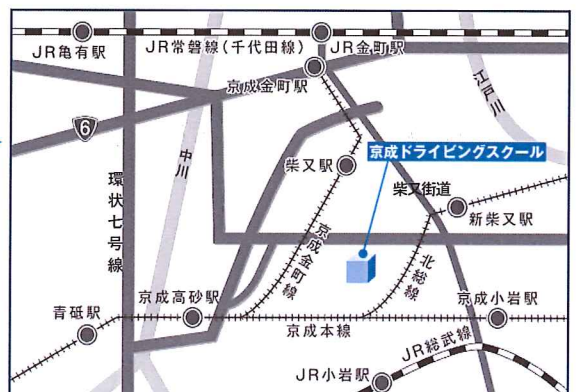 JR亀有駅
JR常磐線(千代田線)
JR金町駅
京成金町駅
江戸川
6
中川
京成ドライビングスクール
柴又駅
柴又街道
環状七号線
新柴又駅
京成金町線
北総線
京成高砂駅
青砥駅
京成小岩駅
京成本線
JR総武線
JR小岩駅